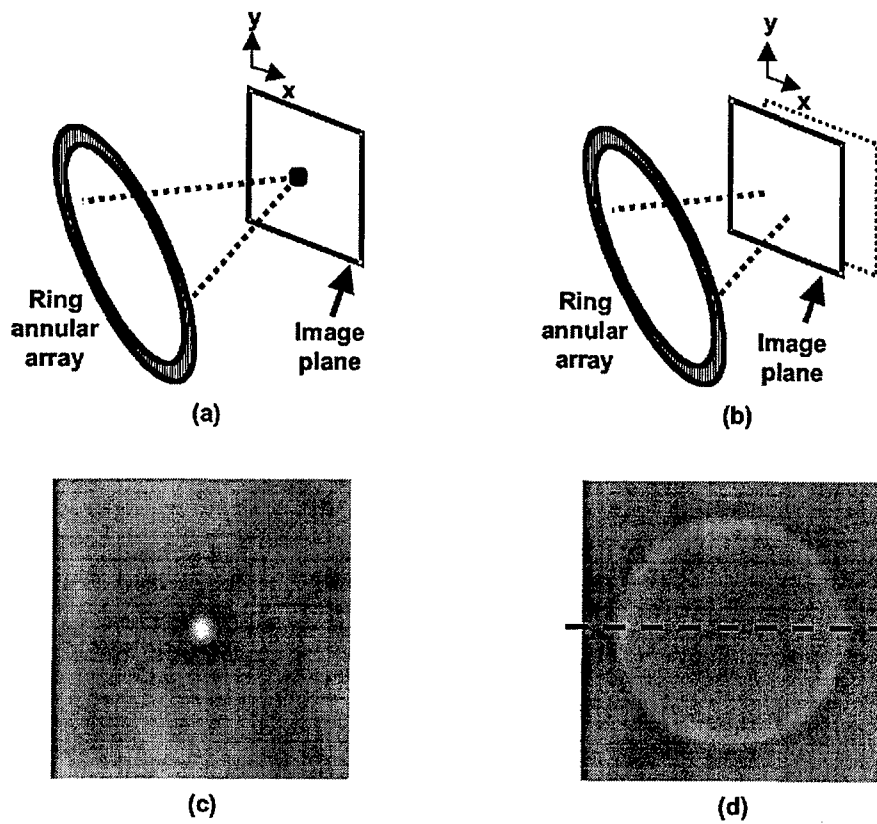 y
x
Ring
annular
array
Image
plane
(a)
y
x
Ring
annular
array
Image
plane
(b)
(c)
(d)